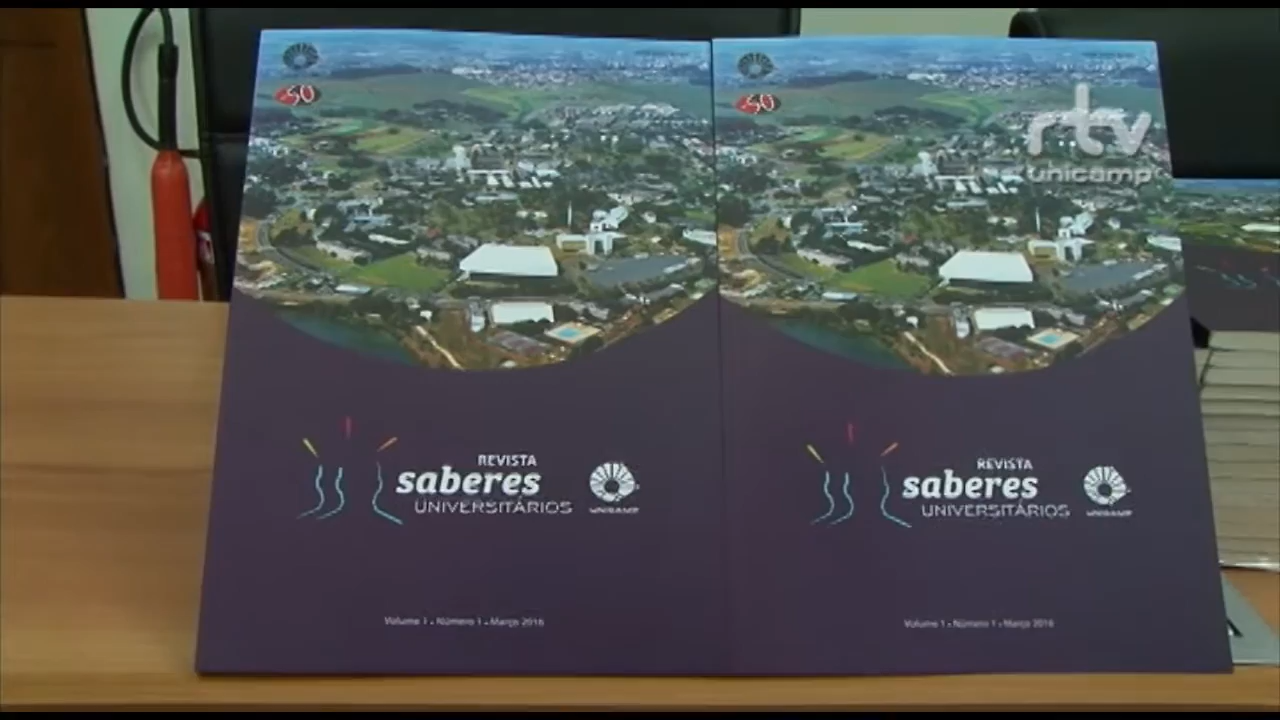 50
50
rtv
unicamp
REVISTA
saberes
UNIVERSITÁRIOS
UNICAMP
REVISTA
saberes
UNIVERSITÁRIOS
UNICAMP
Volume 1 • Número 1 • Março 2016
Volume 1 • Número 1 • Março 2016